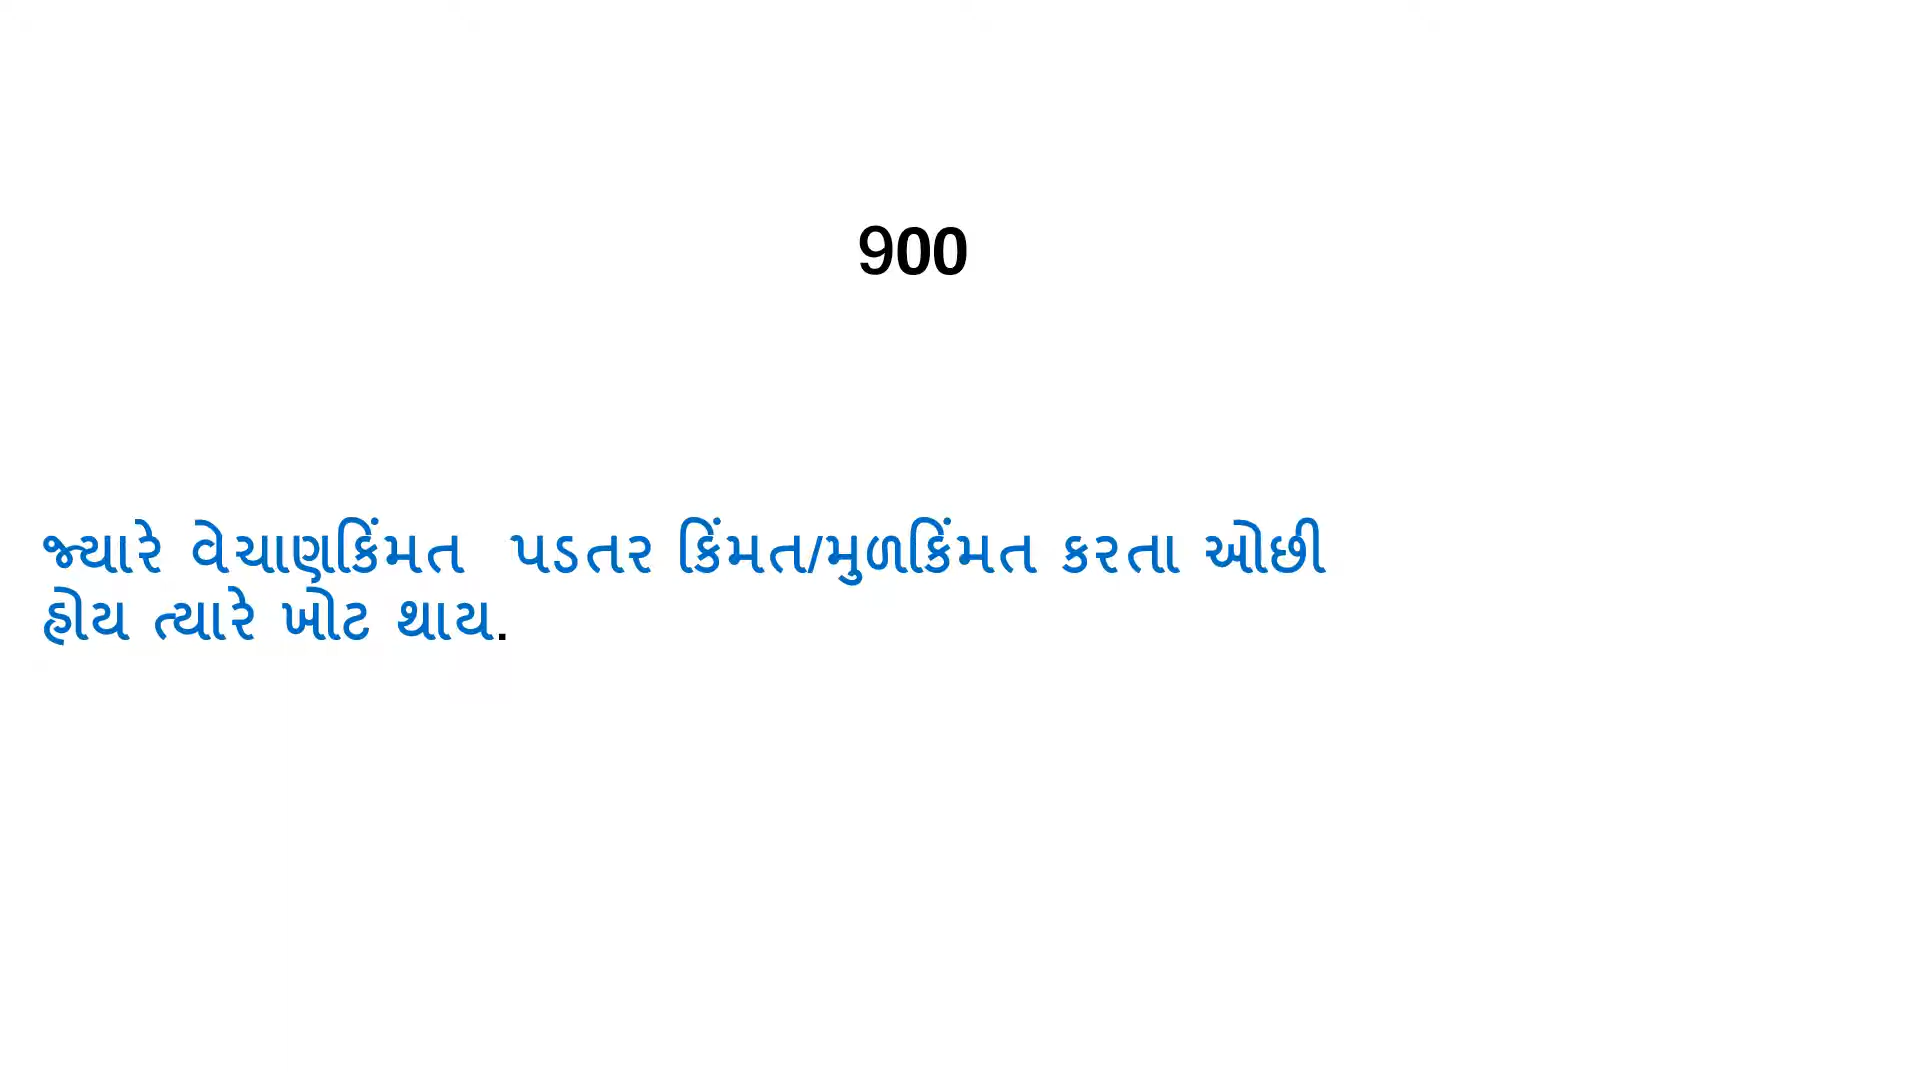 900
જ્યારે વેચાણકિંમત પડતર કિંમત/મુળકિંમત કરતા ઓછી
હોય ત્યારે ખોટ થાય.